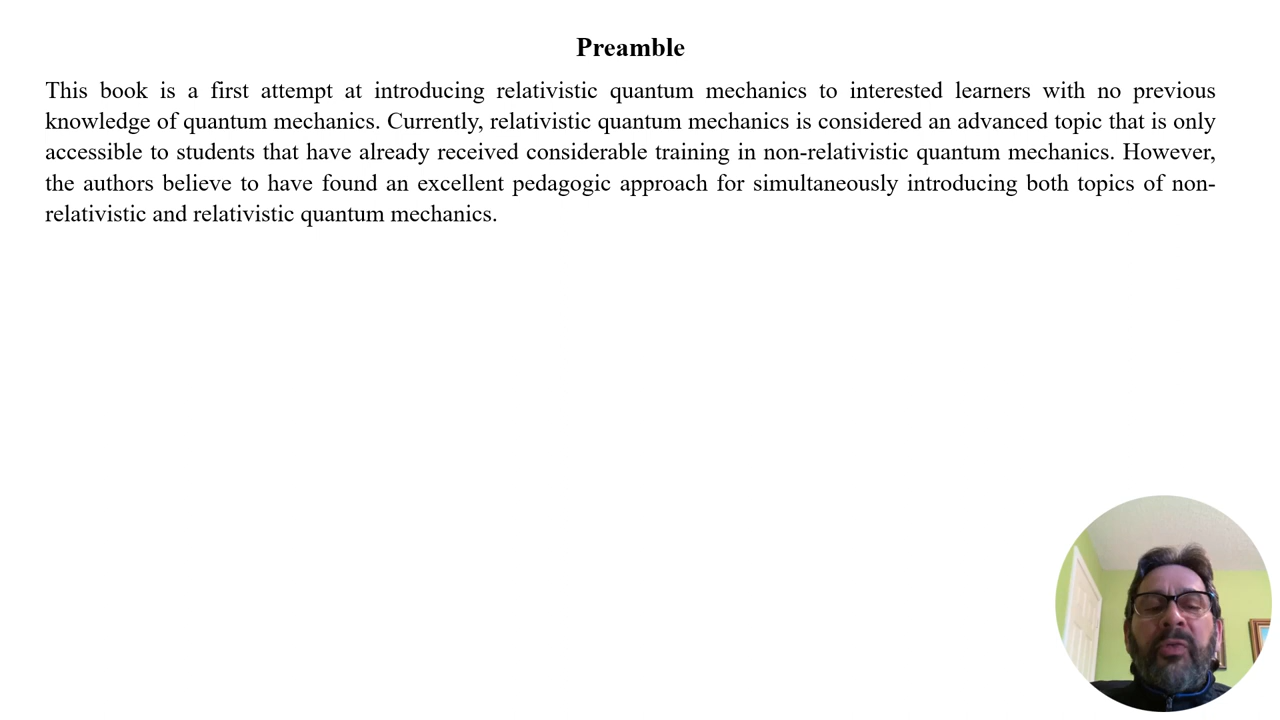 Preamble
This book is a first attempt at introducing relativistic quantum mechanics to interested learners with no previous
knowledge of quantum mechanics. Currently, relativistic quantum mechanics is considered an advanced topic that is only
accessible to students that have already received considerable training in non-relativistic quantum mechanics. However,
the authors believe to have found an excellent pedagogic approach for simultaneously introducing both topics of non-
relativistic and relativistic quantum mechanics.